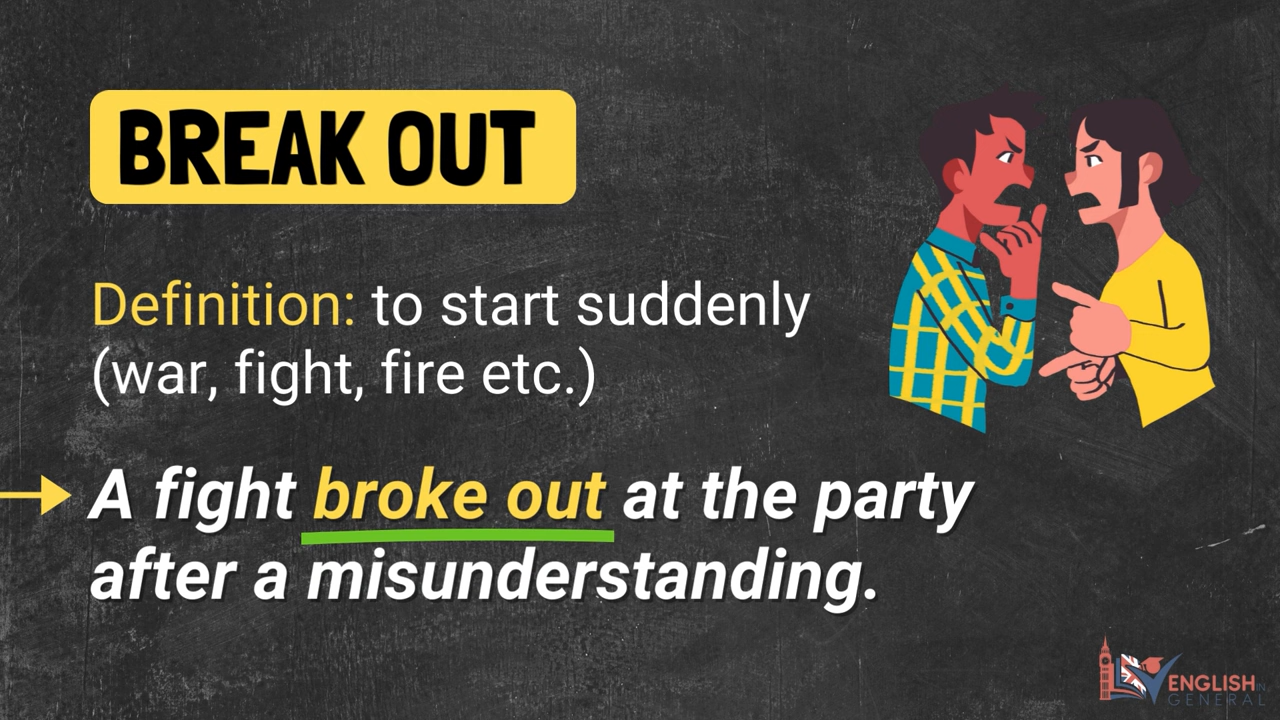 BREAK OUT
Definition: to start suddenly
(war, fight, fire etc.)
A fight broke out at the party
after a misunderstanding.
ENGLISH IN
GENERAL